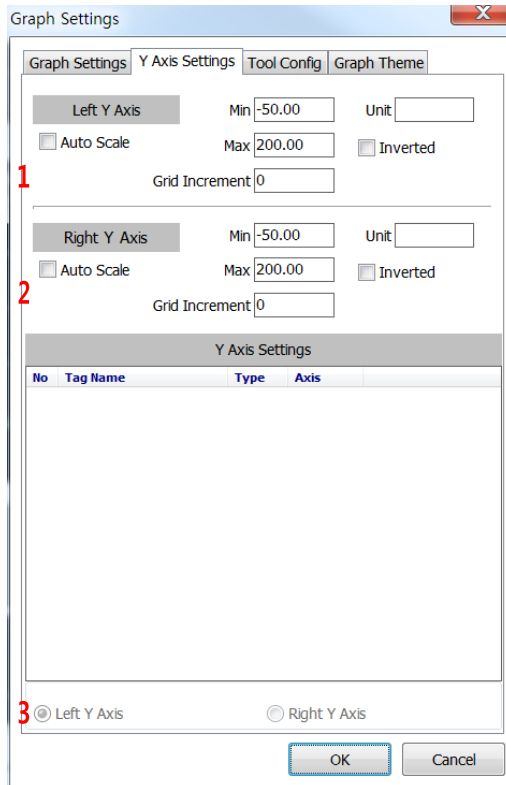 Graph Settings
X
Graph Settings Y Axis Settings Tool Config Graph Theme
Left Y Axis Min -50.00 Unit
Auto Scale Max 200.00 Inverted
1
Grid Increment 0
Right Y Axis Min -50.00 Unit
Auto Scale Max 200.00 Inverted
2
Grid Increment 0
Y Axis Settings
No Tag Name Type Axis
3 Left Y Axis Right Y Axis
OK Cancel